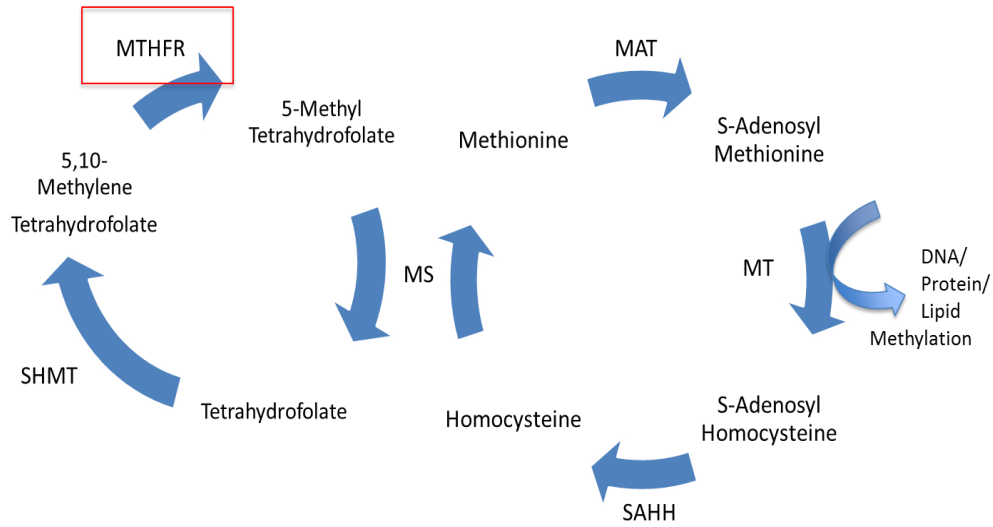 MTHFR
MAT
5-Methyl
Tetrahydrofolate
Methionine
S-Adenosyl
Methionine
5,10-
Methylene
Tetrahydrofolate
MS
MT
DNA/
Protein/
Lipid
Methylation
SHMT
Tetrahydrofolate
Homocysteine
S-Adenosyl
Homocysteine
SAHH